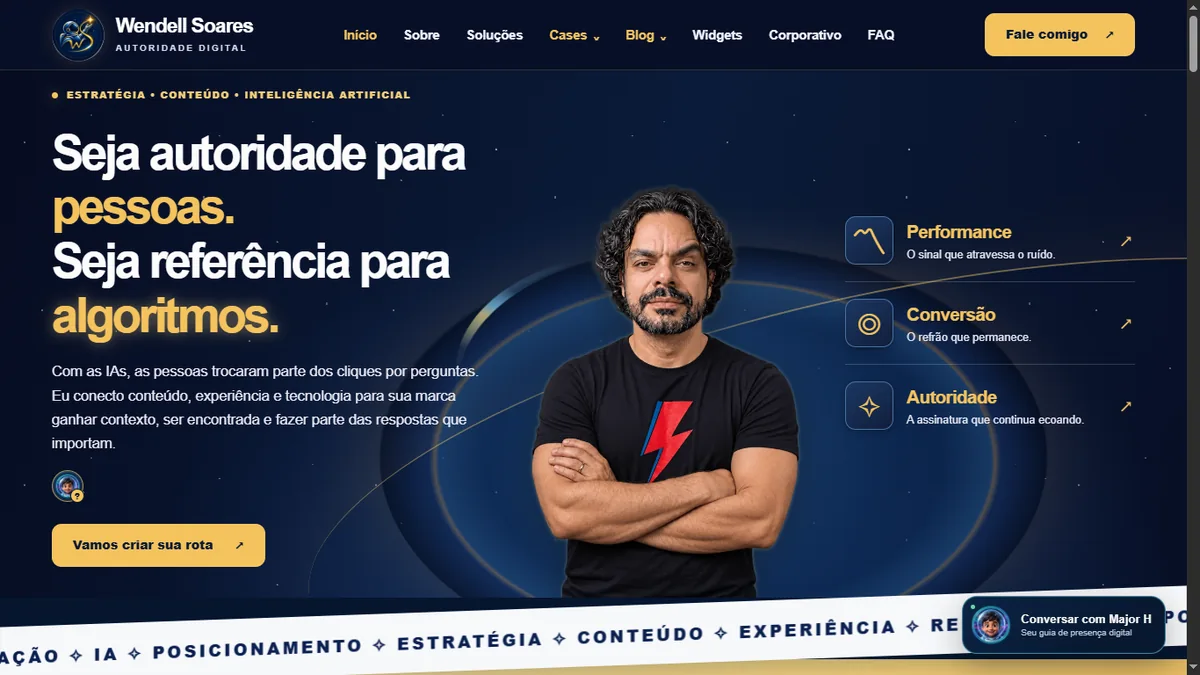 Wendell Soares
AUTORIDADE DIGITAL
Início
Sobre
Soluções
Cases
Blog
Widgets
Corporativo
FAQ
Fale comigo
ESTRATÉGIA • CONTEÚDO • INTELIGÊNCIA ARTIFICIAL
Seja autoridade para
pessoas.
Seja referência para
algoritmos.
Com as IAs, as pessoas trocaram parte dos cliques por perguntas.
Eu conecto conteúdo, experiência e tecnologia para sua marca
ganhar contexto, ser encontrada e fazer parte das respostas que
importam.
?
Vamos criar sua rota
Performance
O sinal que atravessa o ruído.
Conversão
O refrão que permanece.
Autoridade
A assinatura que continua ecoando.
AÇÃO ✧ IA ✧ POSICIONAMENTO ✧ ESTRATÉGIA ✧ CONTEÚDO ✧ EXPERIÊNCIA ✧ RE
Conversar com Major H
Seu guia de presença digital